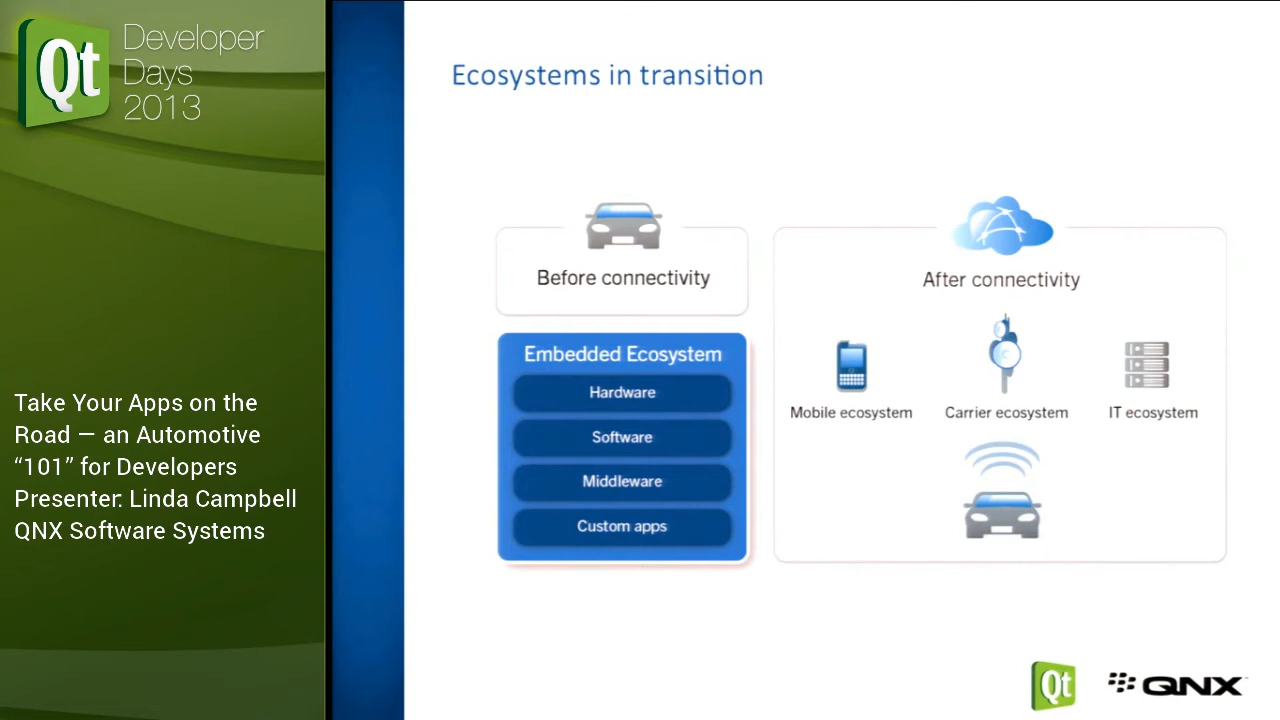 Qt
Developer
Days
2013
Take Your Apps on the
Road — an Automotive
“101” for Developers
Presenter: Linda Campbell
QNX Software Systems
Ecosystems in transition
Before connectivity
Embedded Ecosystem
Hardware
Software
Middleware
Custom apps
After connectivity
Mobile ecosystem
Carrier ecosystem
IT ecosystem
Qt
QNX